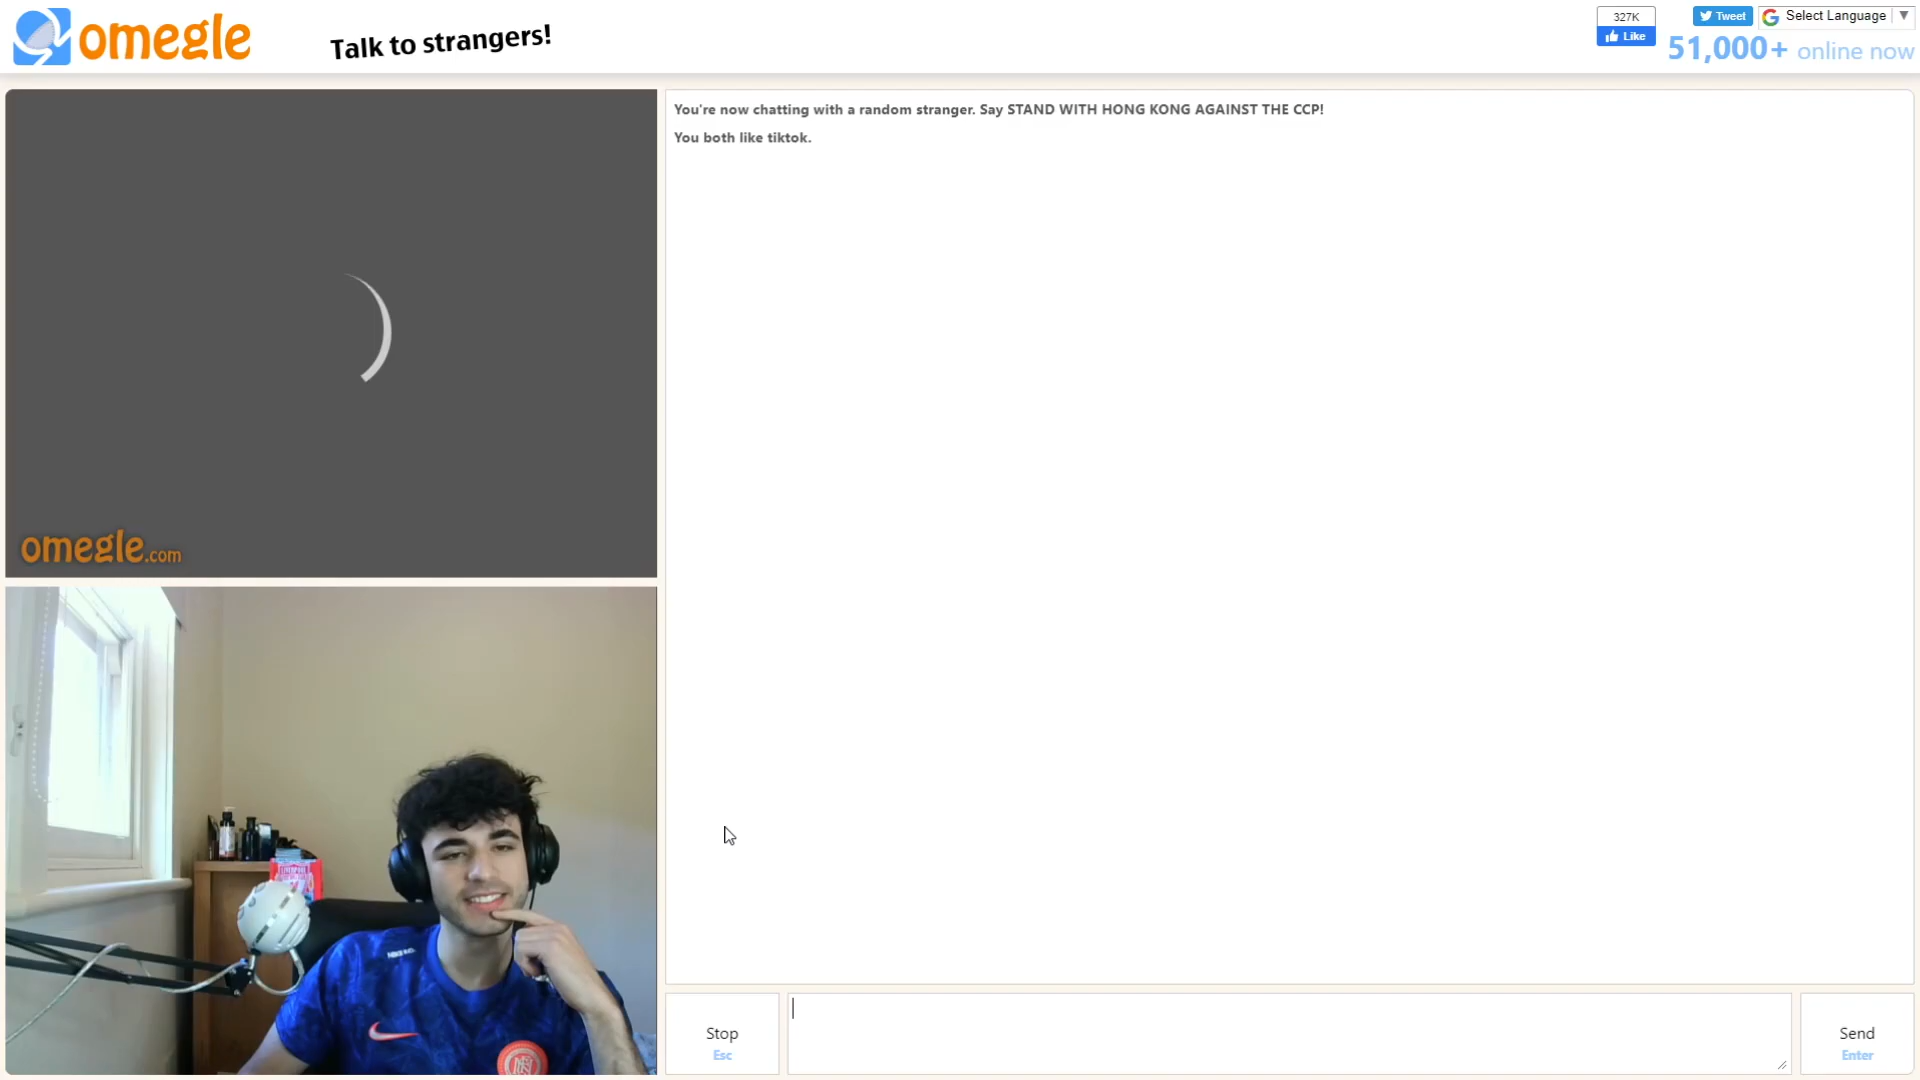 omegle
Talk to strangers!
327K
Like
Tweet
Select Language
51,000+ online now
You're now chatting with a random stranger. Say STAND WITH HONG KONG AGAINST THE CCP!
You both like tiktok.
omegle.com
Stop
Esc
Send
Enter